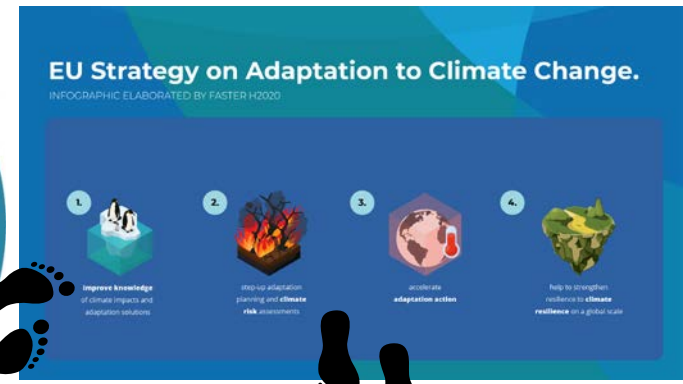 EU Strategy on Adaptation to Climate Change.
INFOGRAPHIC ELABORATED BY FASTER H2020
1.
improve knowledge
of climate impacts and
adaptation solutions
2.
step-up adaptation
planning and climate
risk assessments
3.
accelerate
adaptation action
4.
help to strengthen
resilience to climate
resilience on a global scale